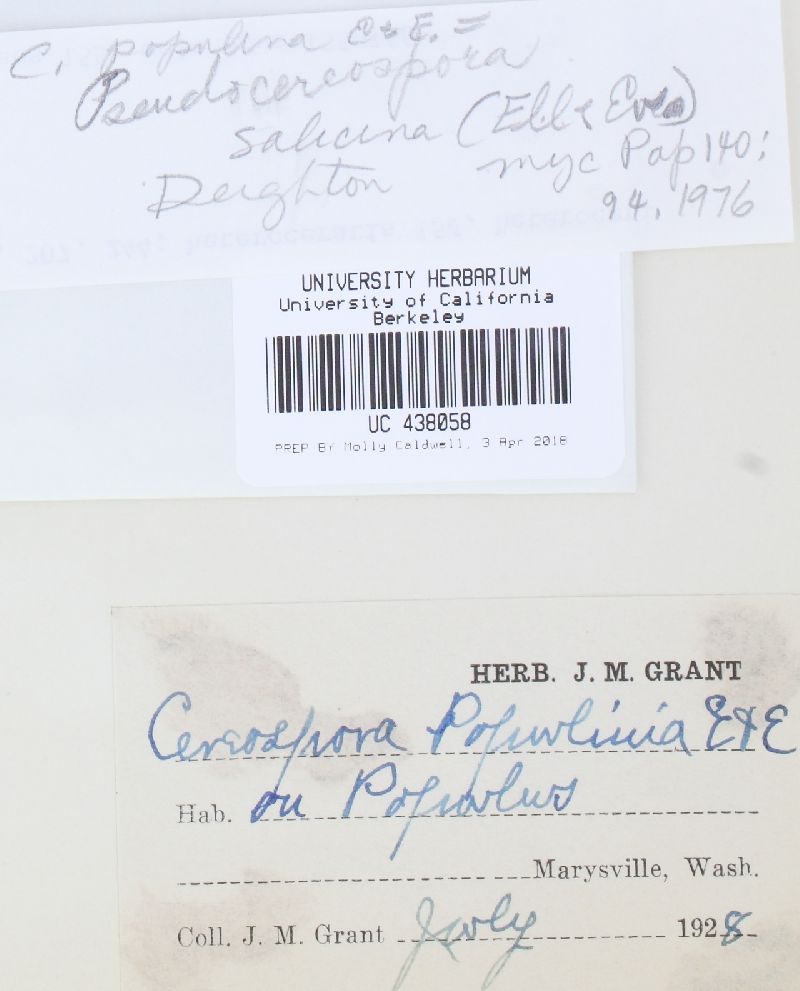 C. populina E & E. =
Pseudocercospora
salicina (Ell & Eve)
Deighton myc Pap 140:
94, 1976
UNIVERSITY HERBARIUM
University of California
Berkeley
UC 438058
PREP BY Molly Caldwell, 3 Apr 2018
HERB. J. M. GRANT
Cercospora Populinia E & E
Hab. on Populus
Marysville, Wash.
Coll. J. M. Grant July 1928